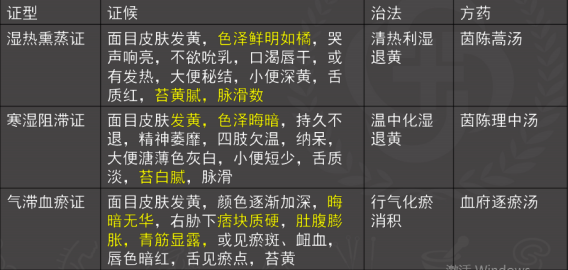 证型 证候 治法 方药
湿热熏蒸证 面目皮肤发黄，色泽鲜明如橘，哭 清热利湿 茵陈蒿汤
声响亮，不欲吮乳，口渴唇干，或 退黄
有发热，大便秘结，小便深黄，舌
质红，苔黄腻，脉滑数
寒湿阻滞证 面目皮肤发黄，色泽晦暗，持久不 温中化湿 茵陈理中汤
退，精神萎靡，四肢欠温，纳呆， 退黄
大便溏薄色灰白，小便短少，舌质
淡，苔白腻，脉滑
气滞血瘀证 面目皮肤发黄，颜色逐渐加深，晦 行气化瘀 血府逐瘀汤
暗无华，右胁下痞块质硬，肚腹膨 消积
胀，青筋显露，或见瘀斑、衄血，
唇色暗红，舌见瘀点，苔黄
激活 Windows